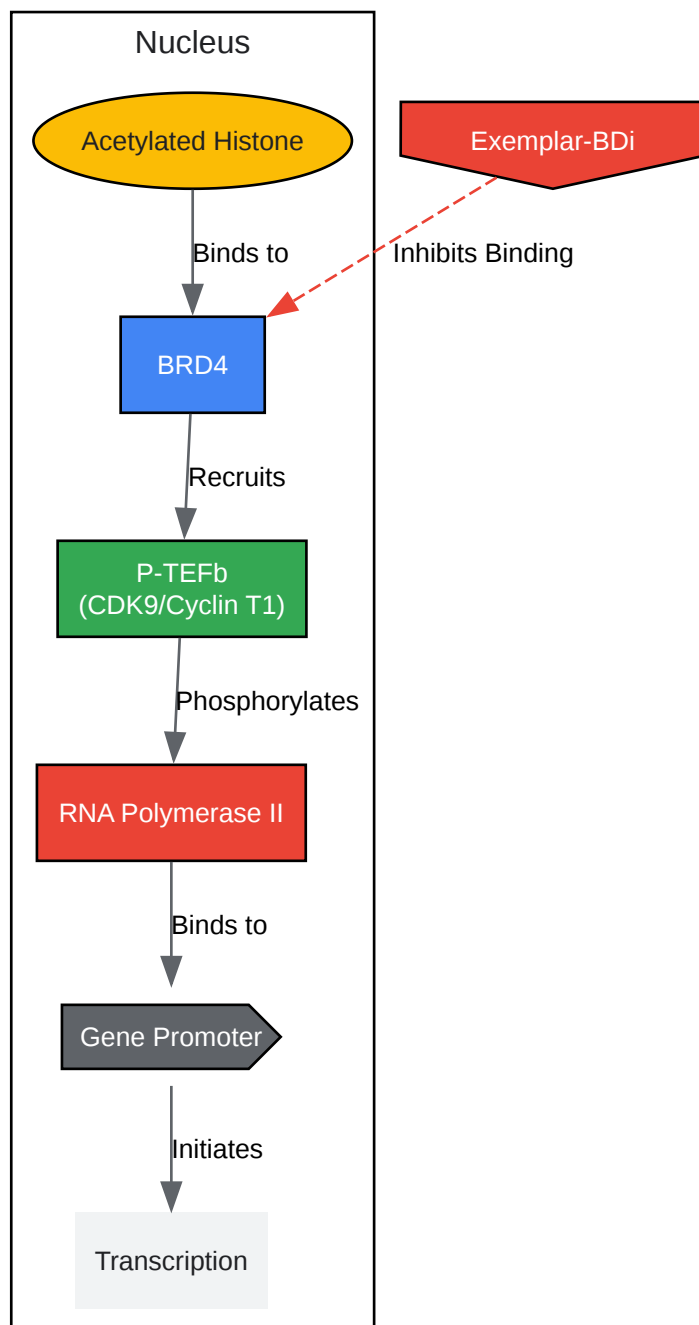 Nucleus
Acetylated Histone
Exemplar-BDi
Binds to
Inhibits Binding
BRD4
Recruits
P-TEFb
(CDK9/Cyclin T1)
Phosphorylates
RNA Polymerase II
Binds to
Gene Promoter
Initiates
Transcription